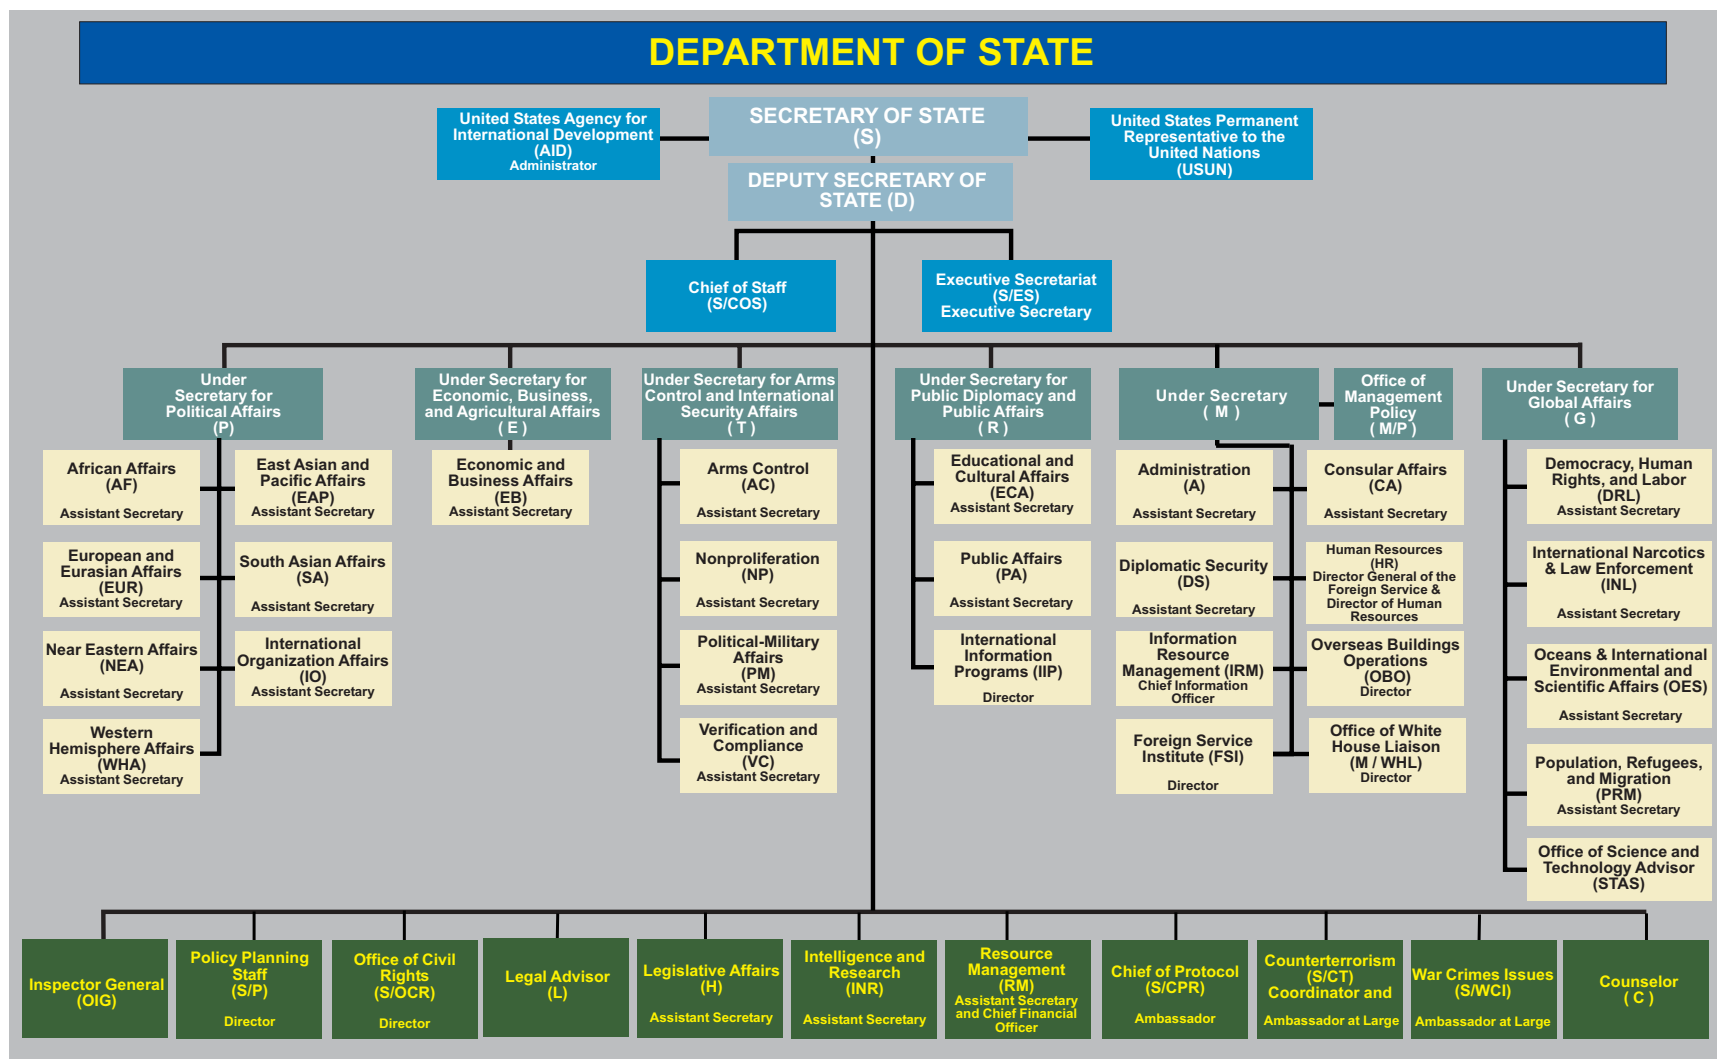 DEPARTMENT OF STATE
United States Agency for
International Development
(AID)
Administrator
SECRETARY OF STATE
(S)
United States Permanent
Representative to the
United Nations
(USUN)
DEPUTY SECRETARY OF
STATE (D)
Chief of Staff
(S/COS)
Executive Secretariat
(S/ES)
Executive Secretary
Under
Secretary for
Political Affairs
(P)
Under Secretary for
Economic, Business,
and Agricultural Affairs
( E )
Under Secretary for Arms
Control and International
Security Affairs
( T )
Under Secretary for
Public Diplomacy and
Public Affairs
( R )
Under Secretary
( M )
Office of
Management
Policy
( M/P )
Under Secretary for
Global Affairs
( G )
African Affairs
(AF)
Assistant Secretary
East Asian and
Pacific Affairs
(EAP)
Assistant Secretary
European and
Eurasian Affairs
(EUR)
Assistant Secretary
South Asian Affairs
(SA)
Assistant Secretary
Near Eastern Affairs
(NEA)
Assistant Secretary
International
Organization Affairs
(IO)
Assistant Secretary
Western
Hemisphere Affairs
(WHA)
Assistant Secretary
Economic and
Business Affairs
(EB)
Assistant Secretary
Arms Control
(AC)
Assistant Secretary
Nonproliferation
(NP)
Assistant Secretary
Political-Military
Affairs
(PM)
Assistant Secretary
Verification and
Compliance
(VC)
Assistant Secretary
Educational and
Cultural Affairs
(ECA)
Assistant Secretary
Public Affairs
(PA)
Assistant Secretary
International
Information
Programs (IIP)
Director
Administration
(A)
Assistant Secretary
Consular Affairs
(CA)
Assistant Secretary
Diplomatic Security
(DS)
Assistant Secretary
Human Resources
(HR)
Director General of the
Foreign Service &
Director of Human
Resources
Information
Resource
Management (IRM)
Chief Information
Officer
Overseas Buildings
Operations
(OBO)
Director
Foreign Service
Institute (FSI)
Director
Office of White
House Liaison
(M / WHL)
Director
Democracy, Human
Rights, and Labor
(DRL)
Assistant Secretary
International Narcotics
& Law Enforcement
(INL)
Assistant Secretary
Oceans & International
Environmental and
Scientific Affairs (OES)
Assistant Secretary
Population, Refugees,
and Migration
(PRM)
Assistant Secretary
Office of Science and
Technology Advisor
(STAS)
Inspector General
(OIG)
Policy Planning
Staff
(S/P)
Director
Office of Civil
Rights
(S/OCR)
Director
Legal Advisor
(L)
Legislative Affairs
(H)
Assistant Secretary
Intelligence and
Research
(INR)
Assistant Secretary
Resource
Management
(RM)
Assistant Secretary
and Chief Financial
Officer
Chief of Protocol
(S/CPR)
Ambassador
Counterterrorism
(S/CT)
Coordinator and
Ambassador at Large
War Crimes Issues
(S/WCI)
Ambassador at Large
Counselor
( C )